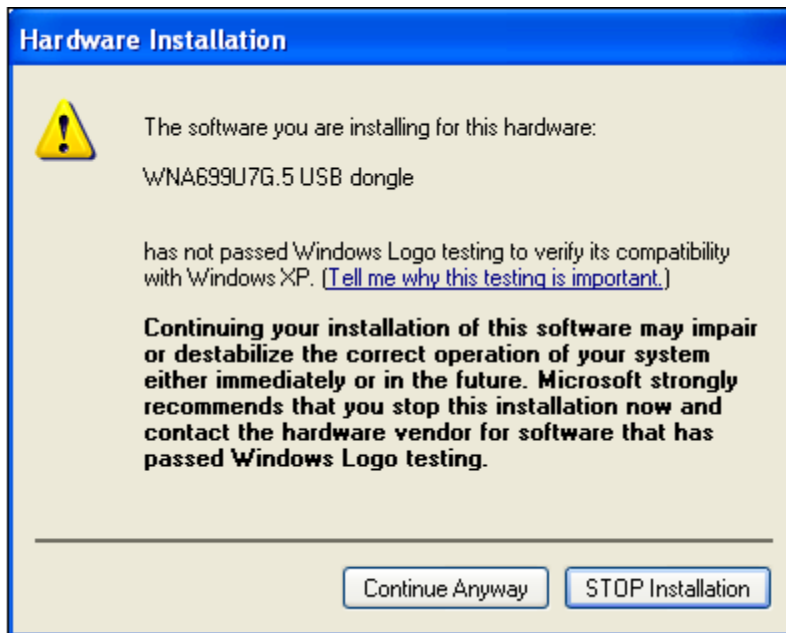 Hardware Installation
The software you are installing for this hardware:
WNA699U7G.5 USB dongle
has not passed Windows Logo testing to verify its compatibility
with Windows XP. (Tell me why this testing is important.)
Continuing your installation of this software may impair
or destabilize the correct operation of your system
either immediately or in the future. Microsoft strongly
recommends that you stop this installation now and
contact the hardware vendor for software that has
passed Windows Logo testing.
Continue Anyway
STOP Installation